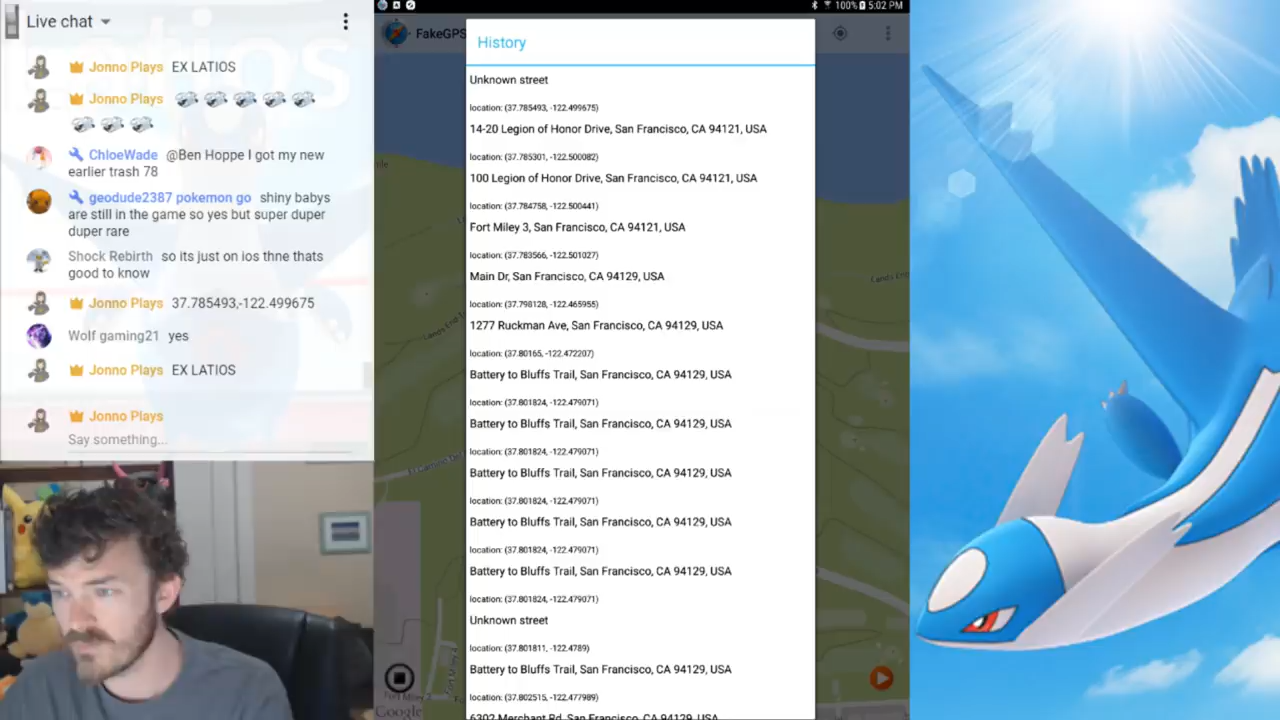 Live chat
Jonno Plays EX LATIOS
Jonno Plays
ChloeWade @Ben Hoppe I got my new
earlier trash 78
geodude2387 pokemon go shiny babys
are still in the game so yes but super duper
duper rare
Shock Rebirth so its just on ios thne thats
good to know
Jonno Plays 37.785493,-122.499675
Wolf gaming21 yes
Jonno Plays EX LATIOS
Jonno Plays
Say something...
100% 5:02 PM
FakeGPS
History
Unknown street
location: (37.785493, -122.499675)
14-20 Legion of Honor Drive, San Francisco, CA 94121, USA
location: (37.785301, -122.500082)
100 Legion of Honor Drive, San Francisco, CA 94121, USA
location: (37.784758, -122.500441)
Fort Miley 3, San Francisco, CA 94121, USA
location: (37.783566, -122.501027)
Main Dr, San Francisco, CA 94129, USA
location: (37.798128, -122.465955)
1277 Ruckman Ave, San Francisco, CA 94129, USA
location: (37.80165, -122.472207)
Battery to Bluffs Trail, San Francisco, CA 94129, USA
location: (37.801824, -122.479071)
Battery to Bluffs Trail, San Francisco, CA 94129, USA
location: (37.801824, -122.479071)
Battery to Bluffs Trail, San Francisco, CA 94129, USA
location: (37.801824, -122.479071)
Battery to Bluffs Trail, San Francisco, CA 94129, USA
location: (37.801824, -122.479071)
Battery to Bluffs Trail, San Francisco, CA 94129, USA
location: (37.801824, -122.479071)
Unknown street
location: (37.801811, -122.4789)
Battery to Bluffs Trail, San Francisco, CA 94129, USA
location: (37.802515, -122.477989)
6302 Merchant Rd, San Francisco, CA 94129, USA
Lands End
Google